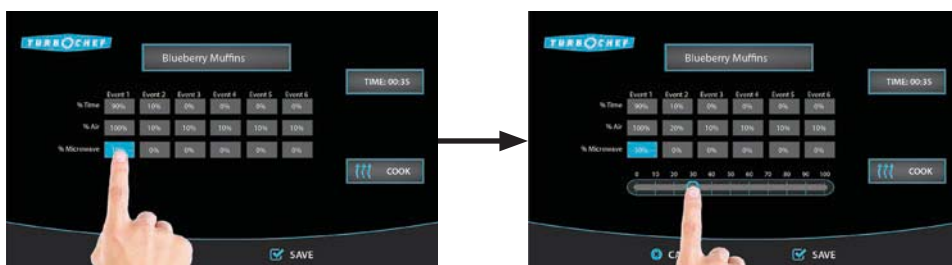 TURBOCHEF
Blueberry Muffins
TIME: 00:35
Event 1 Event 2 Event 3 Event 4 Event 5 Event 6
% Time 90% 10% 0% 0% 0% 0%
% Air 100% 10% 10% 10% 10% 10%
% Microwave 0% 0% 0% 0% 0%
COOK
SAVE
TURBOCHEF
Blueberry Muffins
TIME: 00:35
Event 1 Event 2 Event 3 Event 4 Event 5 Event 6
% Time 90% 10% 0% 0% 0% 0%
% Air 100% 20% 10% 10% 10% 10%
% Microwave 30% 0% 0% 0% 0% 0%
0 10 20 30 40 50 60 70 80 90 100
COOK
SAVE